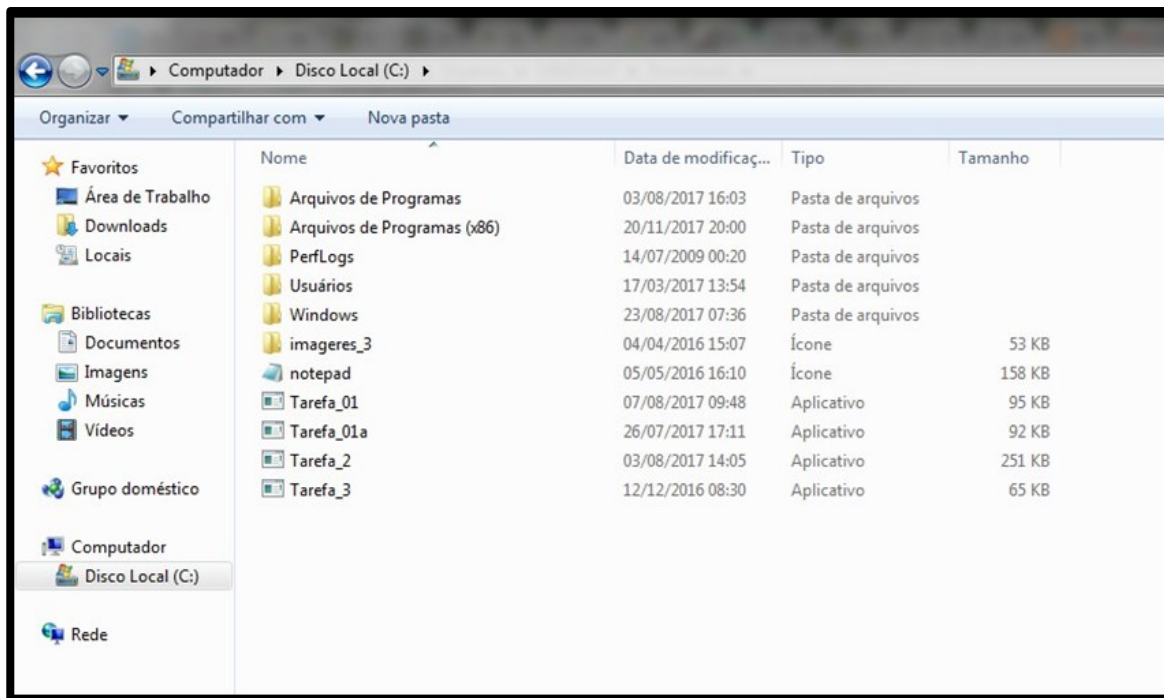 Computador Disco Local (C:)
Organizar Compartilhar com Nova pasta
Favoritos
Área de Trabalho
Downloads
Locais
Bibliotecas
Documentos
Imagens
Músicas
Vídeos
Grupo doméstico
Computador
Disco Local (C:)
Rede
Nome Data de modificaç... Tipo Tamanho
Arquivos de Programas 03/08/2017 16:03 Pasta de arquivos
Arquivos de Programas (x86) 20/11/2017 20:00 Pasta de arquivos
PerfLogs 14/07/2009 00:20 Pasta de arquivos
Usuários 17/03/2017 13:54 Pasta de arquivos
Windows 23/08/2017 07:36 Pasta de arquivos
imageres_3 04/04/2016 15:07 Ícone 53 KB
notepad 05/05/2016 16:10 Ícone 158 KB
Tarefa_01 07/08/2017 09:48 Aplicativo 95 KB
Tarefa_01a 26/07/2017 17:11 Aplicativo 92 KB
Tarefa_2 03/08/2017 14:05 Aplicativo 251 KB
Tarefa_3 12/12/2016 08:30 Aplicativo 65 KB